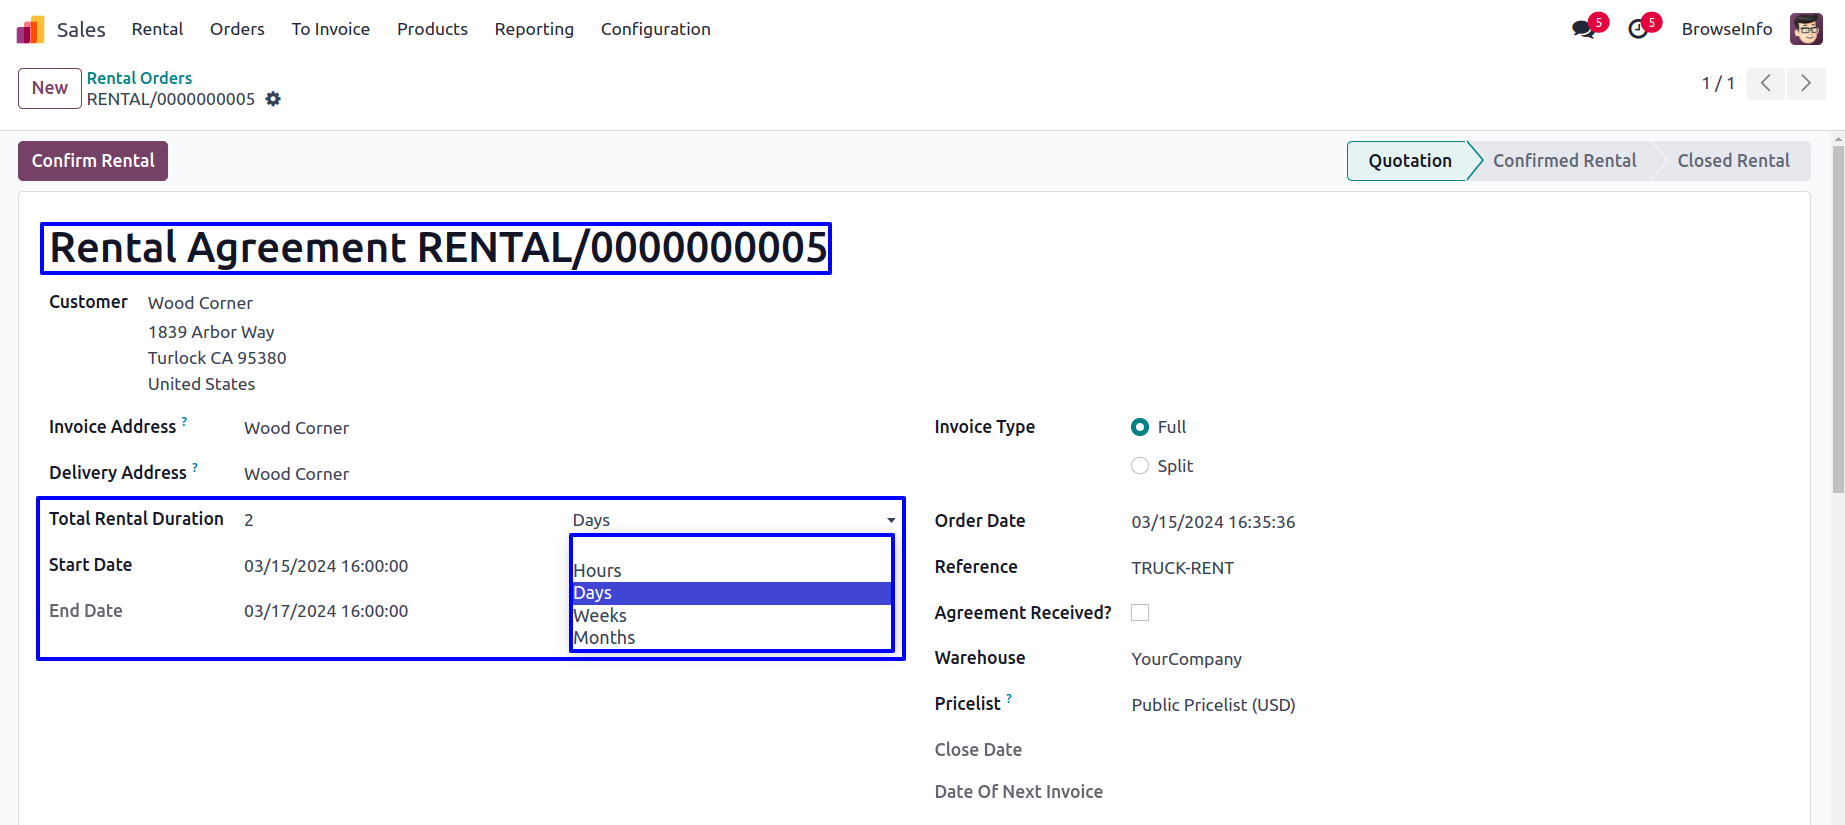 Sales Rental Orders To Invoice Products Reporting Configuration 5 5 BrowseInfo
New Rental Orders 1 / 1
RENTAL/0000000005
Confirm Rental Quotation Confirmed Rental Closed Rental
Rental Agreement RENTAL/0000000005
Customer Wood Corner
1839 Arbor Way
Turlock CA 95380
United States
Invoice Address ? Wood Corner Invoice Type Full
Split
Delivery Address ? Wood Corner
Total Rental Duration 2 Days Order Date 03/15/2024 16:35:36
Start Date 03/15/2024 16:00:00 Hours Reference TRUCK-RENT
Days
End Date 03/17/2024 16:00:00 Weeks Agreement Received?
Months
Warehouse YourCompany
Pricelist ? Public Pricelist (USD)
Close Date
Date Of Next Invoice